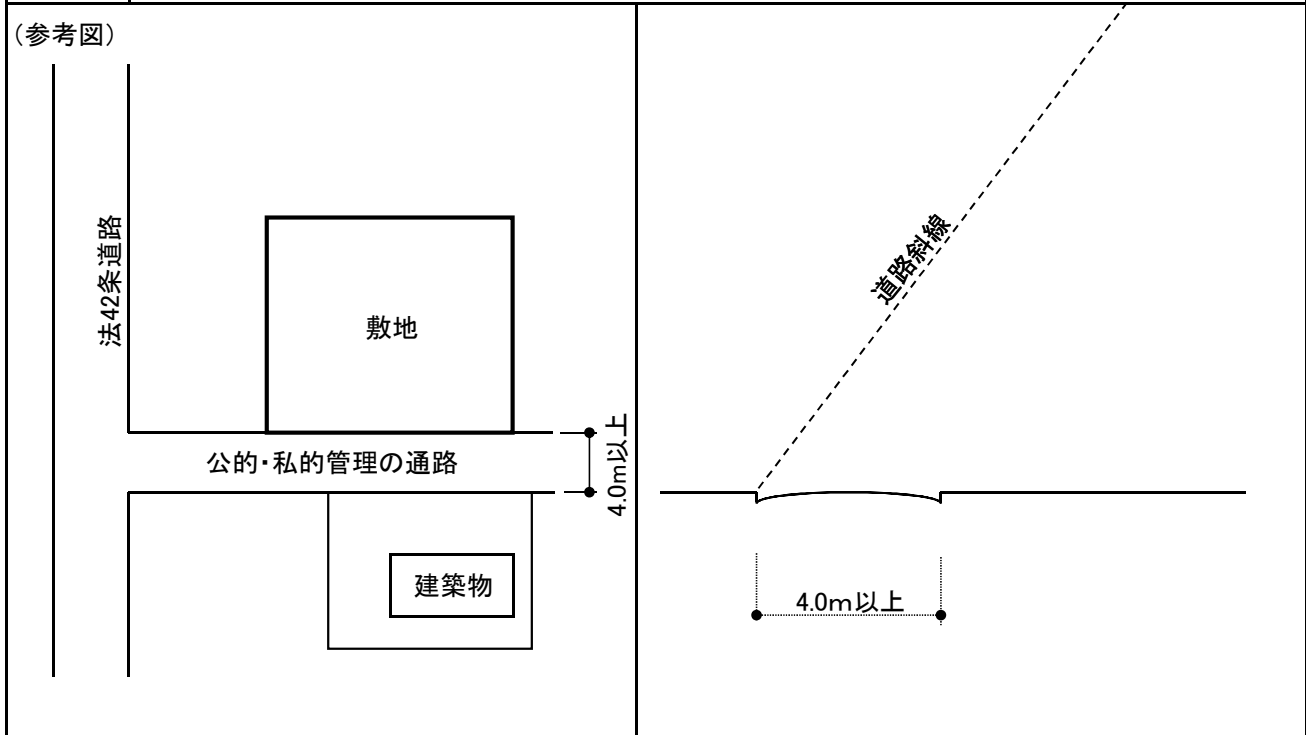 (参考図)
法42条道路
敷地
公的・私的管理の通路
4.0m以上
建築物
道路斜線
4.0m以上